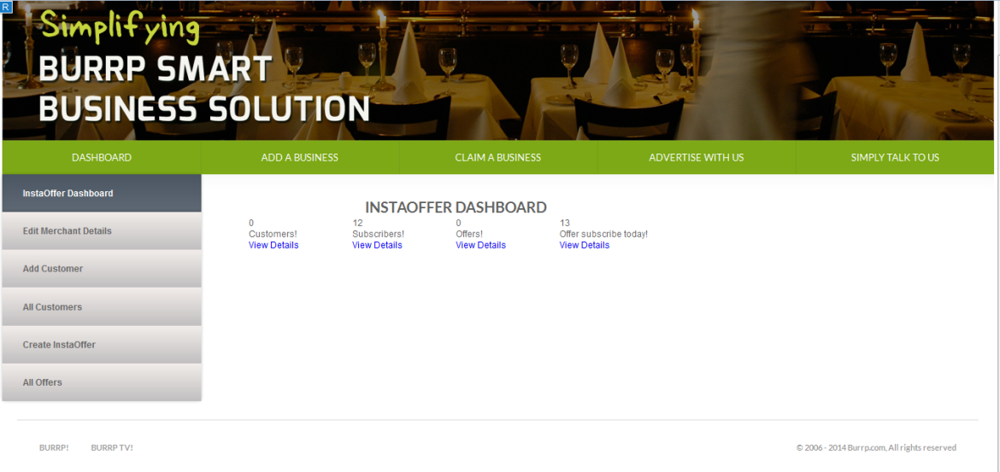 R
Simplifying
BURRP SMART
BUSINESS SOLUTION
DASHBOARD ADD A BUSINESS CLAIM A BUSINESS ADVERTISE WITH US SIMPLY TALK TO US
InstaOffer Dashboard
Edit Merchant Details
Add Customer
All Customers
Create InstaOffer
All Offers
INSTAOFFER DASHBOARD
0 12 0 13
Customers! Subscribers! Offers! Offer subscribe today!
View Details View Details View Details View Details
BURRP! BURRP TV! © 2006 - 2014 Burrp.com, All rights reserved